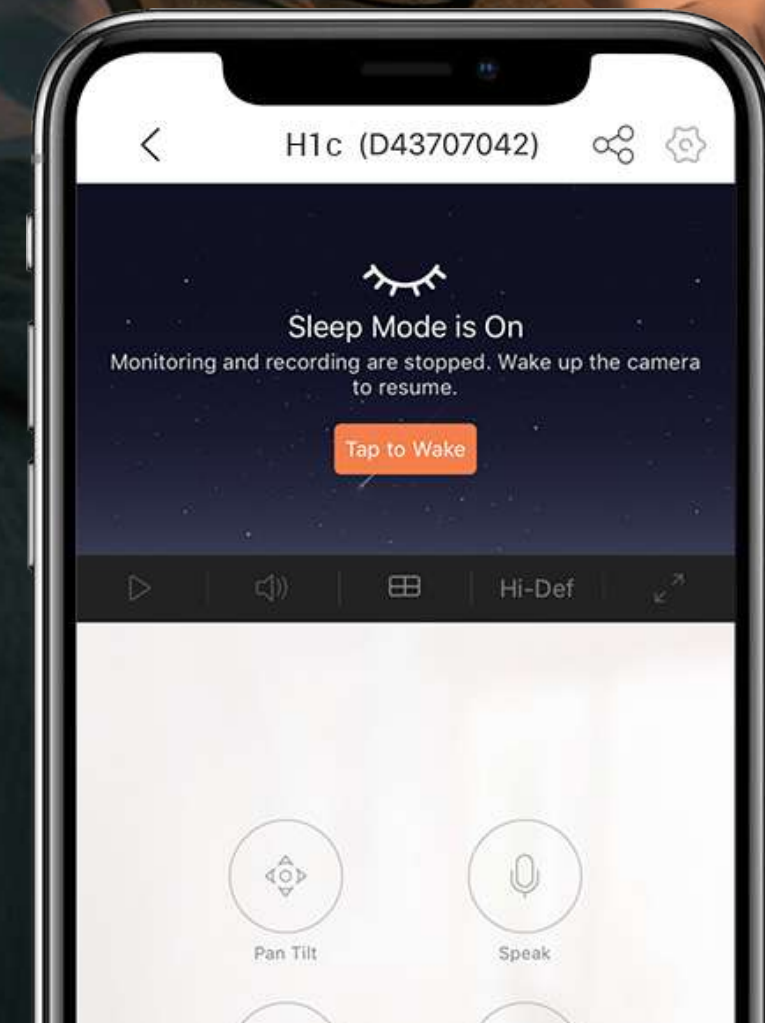 H1c (D43707042)
Sleep Mode is On
Monitoring and recording are stopped. Wake up the camera
to resume.
Tap to Wake
Hi-Def
Pan Tilt
Speak